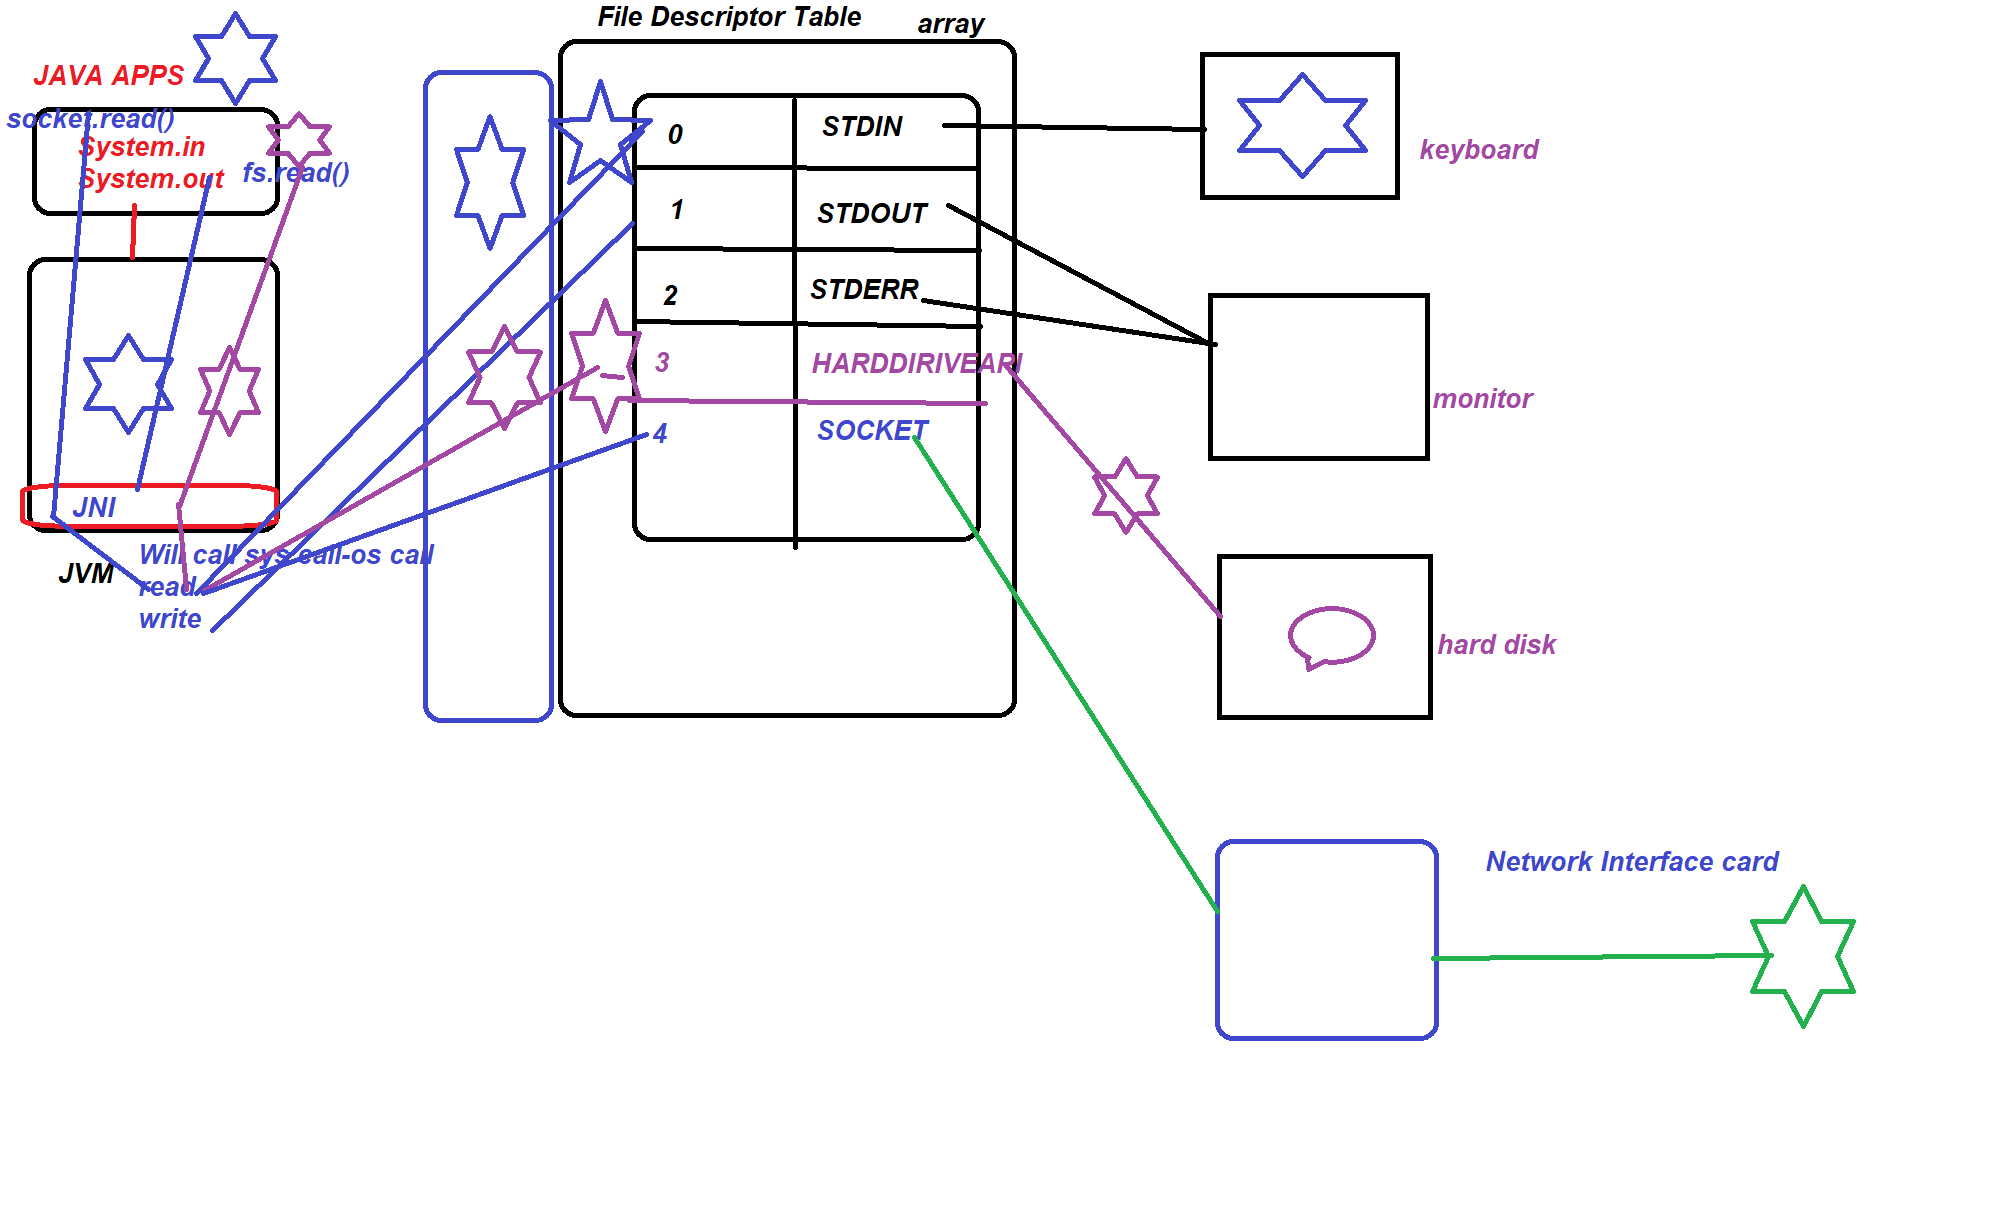 File Descriptor Table
array
JAVA APPS
socket.read()
System.in
System.out
fs.read()
JNI
JVM
Will call sys call-os call
read
write
0
STDIN
1
STDOUT
2
STDERR
3
HARDDIRIVEAPI
4
SOCKET
keyboard
monitor
hard disk
Network Interface card